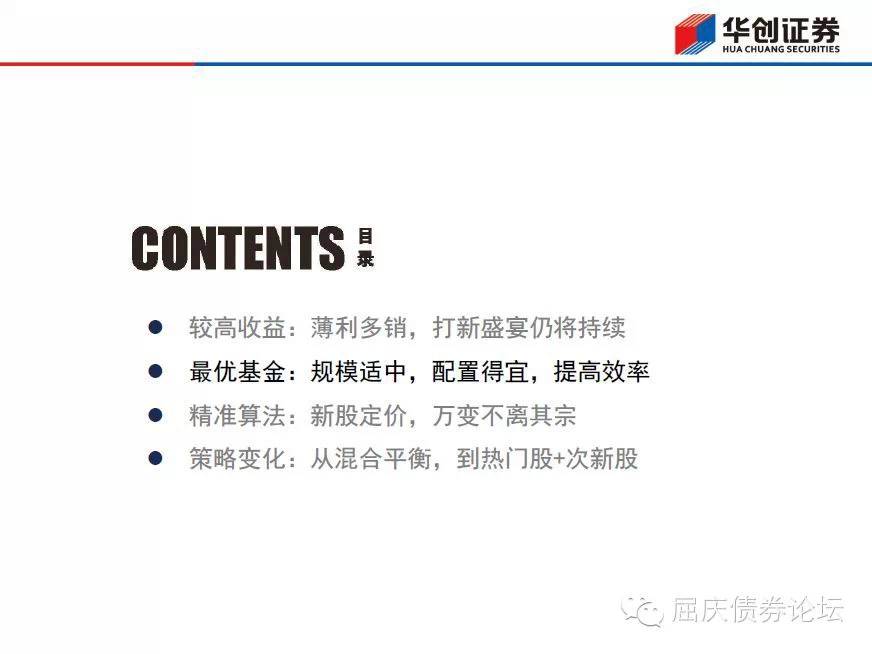 华创证券
HUA CHUANG SECURITIES
CONTENTS 目录
较高收益：薄利多销，打新盛宴仍将持续
最优基金：规模适中，配置得宜，提高效率
精准算法：新股定价，万变不离其宗
策略变化：从混合平衡，到热门股+次新股
屈庆债券论坛